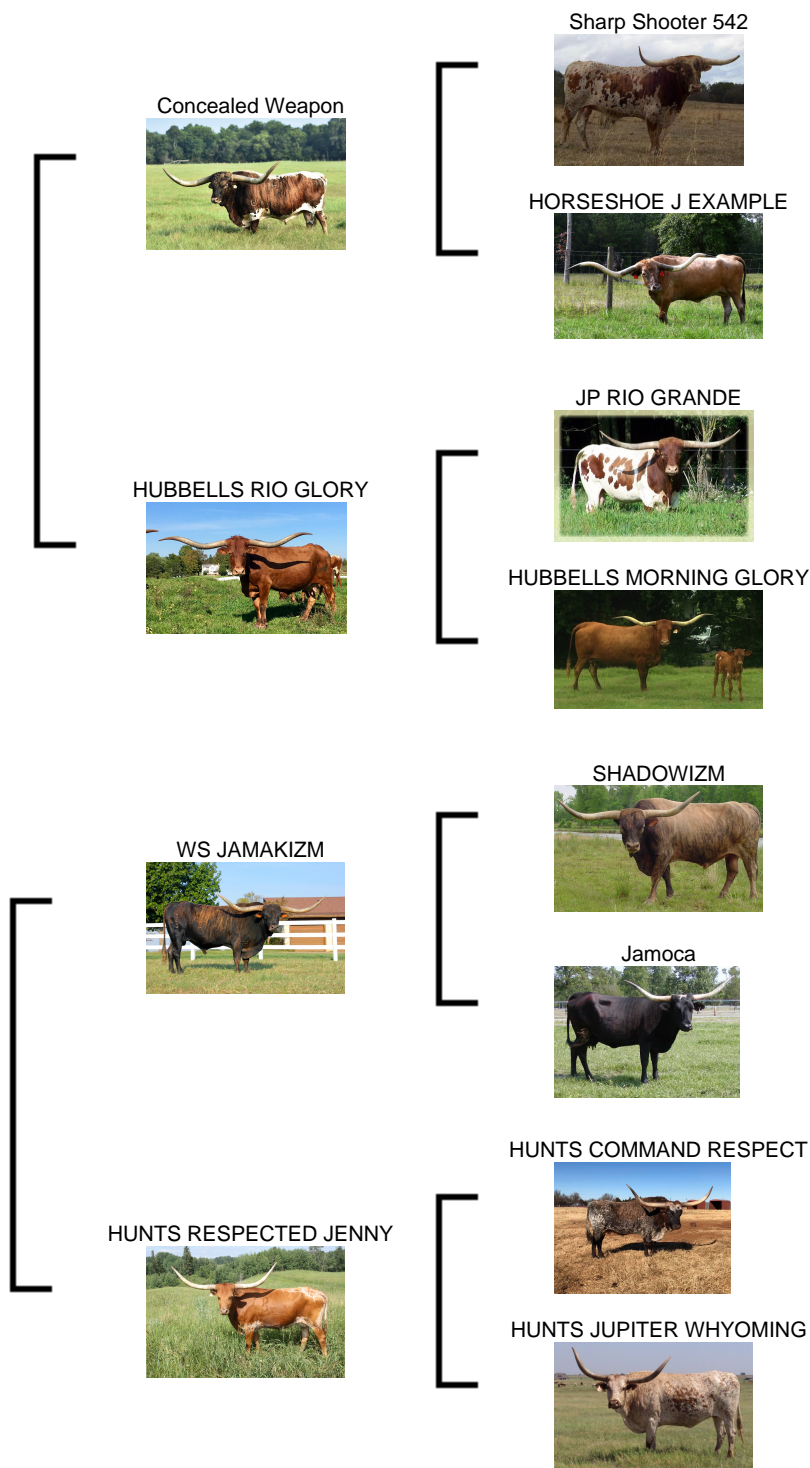 Sharp Shooter 542
Concealed Weapon
HORSESHOE J EXAMPLE
JP RIO GRANDE
HUBBELLS RIO GLORY
HUBBELLS MORNING GLORY
SHADOWIZM
WS JAMAKIZM
Jamoca
HUNTS COMMAND RESPECT
HUNTS RESPECTED JENNY
HUNTS JUPITER WHYOMING